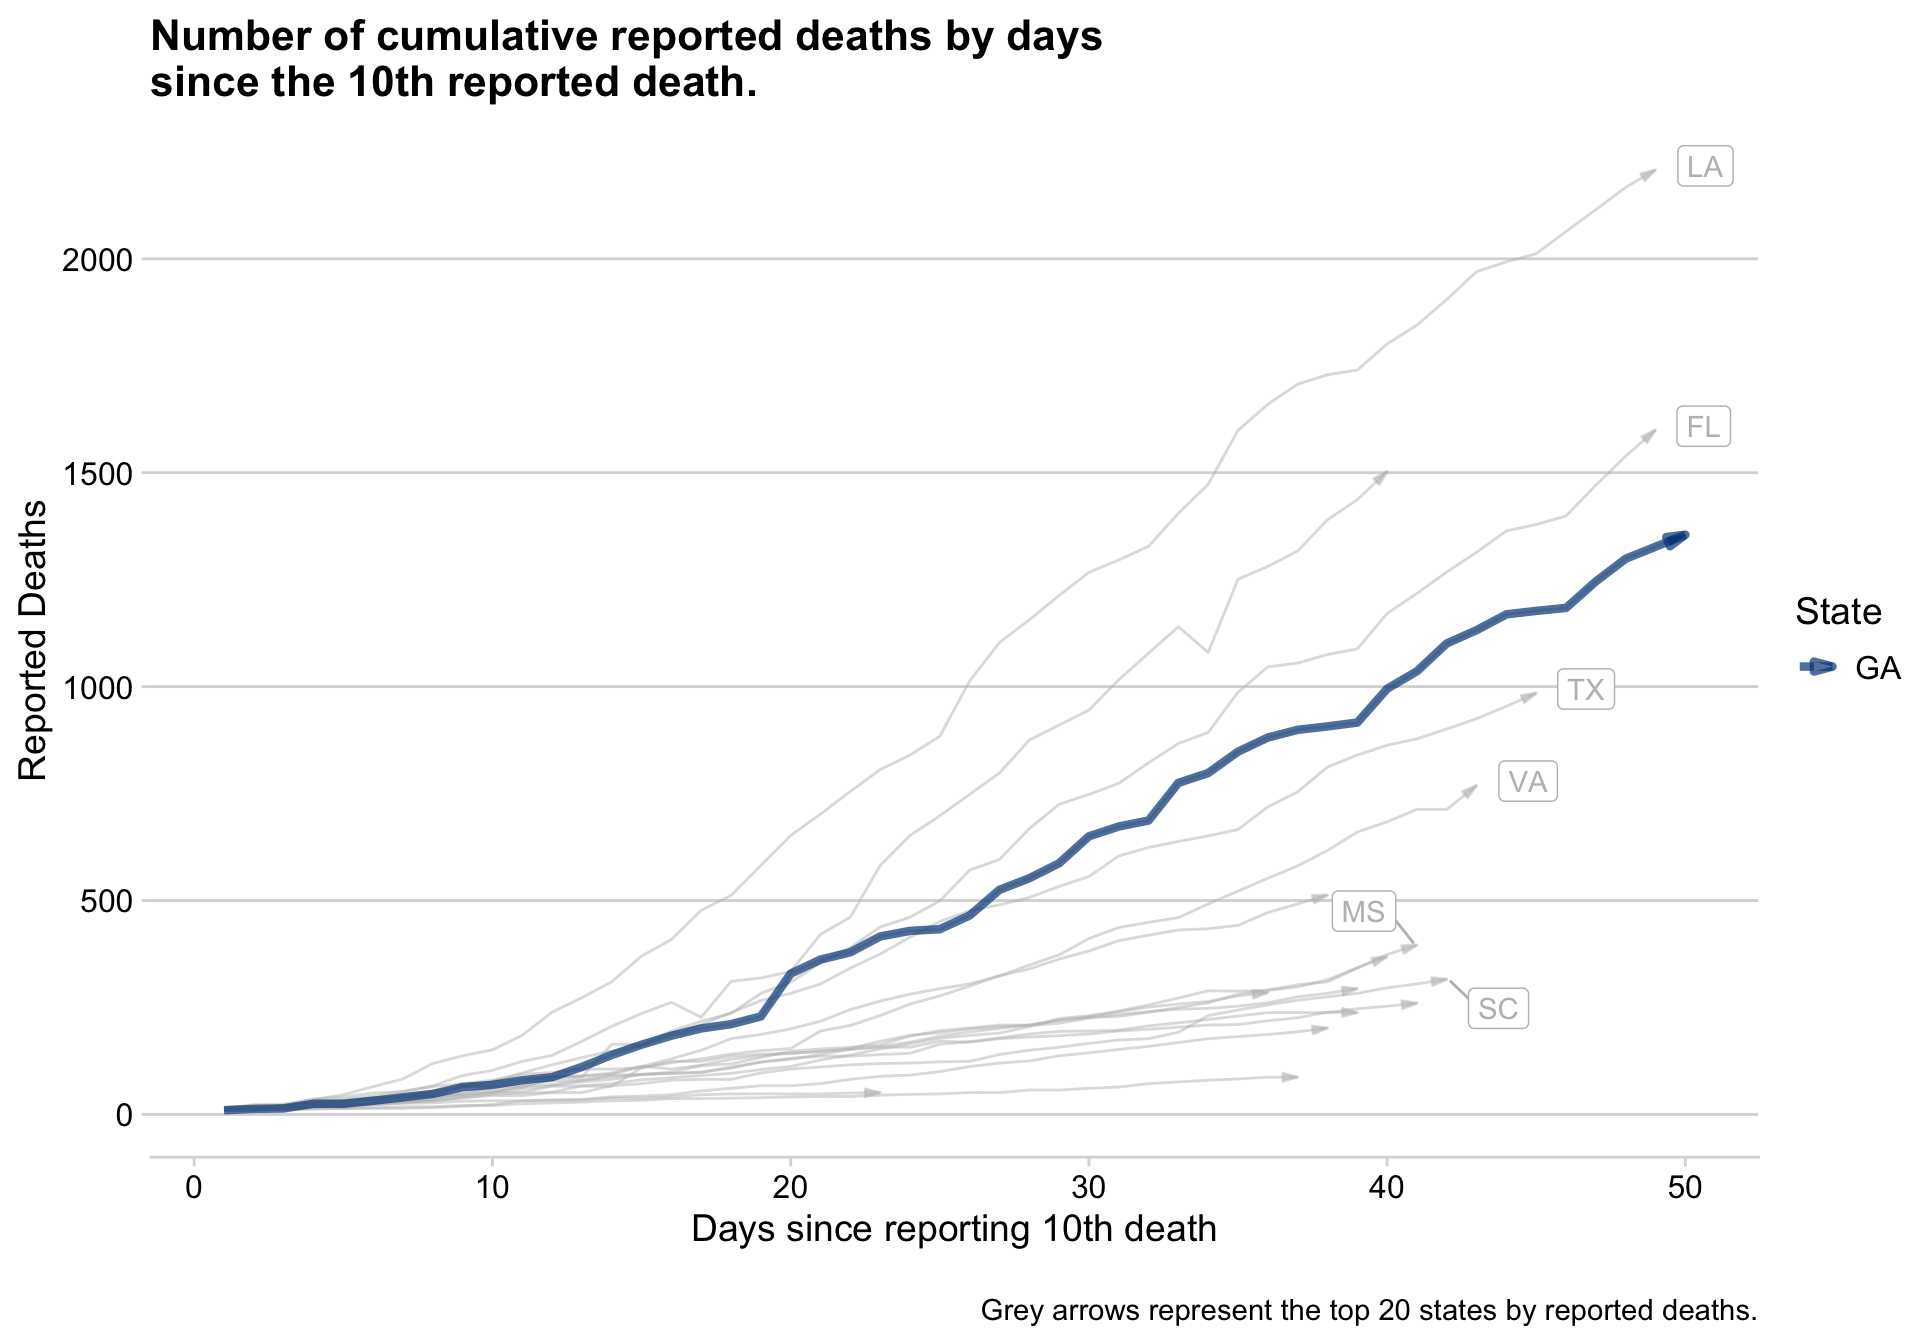 Number of cumulative reported deaths by days
since the 10th reported death.
LA
2000
FL
1500
Reported Deaths
State
GA
1000
TX
VA
500
MS
SC
0
0 10 20 30 40 50
Days since reporting 10th death
Grey arrows represent the top 20 states by reported deaths.